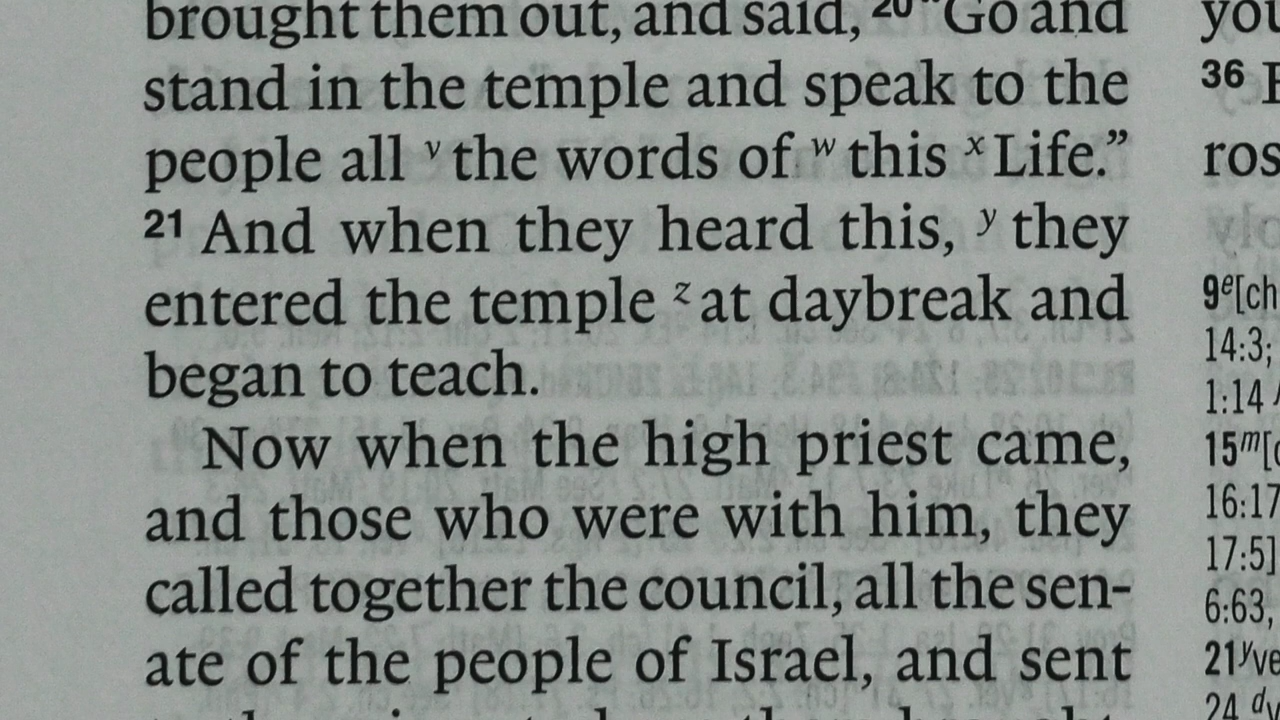 brought them out, and said, 20 "Go and
stand in the temple and speak to the
people all v the words of w this x Life.”
21 And when they heard this, y they
entered the temple z at daybreak and
began to teach.
Now when the high priest came,
and those who were with him, they
called together the council, all the sen-
ate of the people of Israel, and sent
36
9e[ch
14:3;
1:14
15m[
16:17
17:5]
6:63,
21yve
24 d